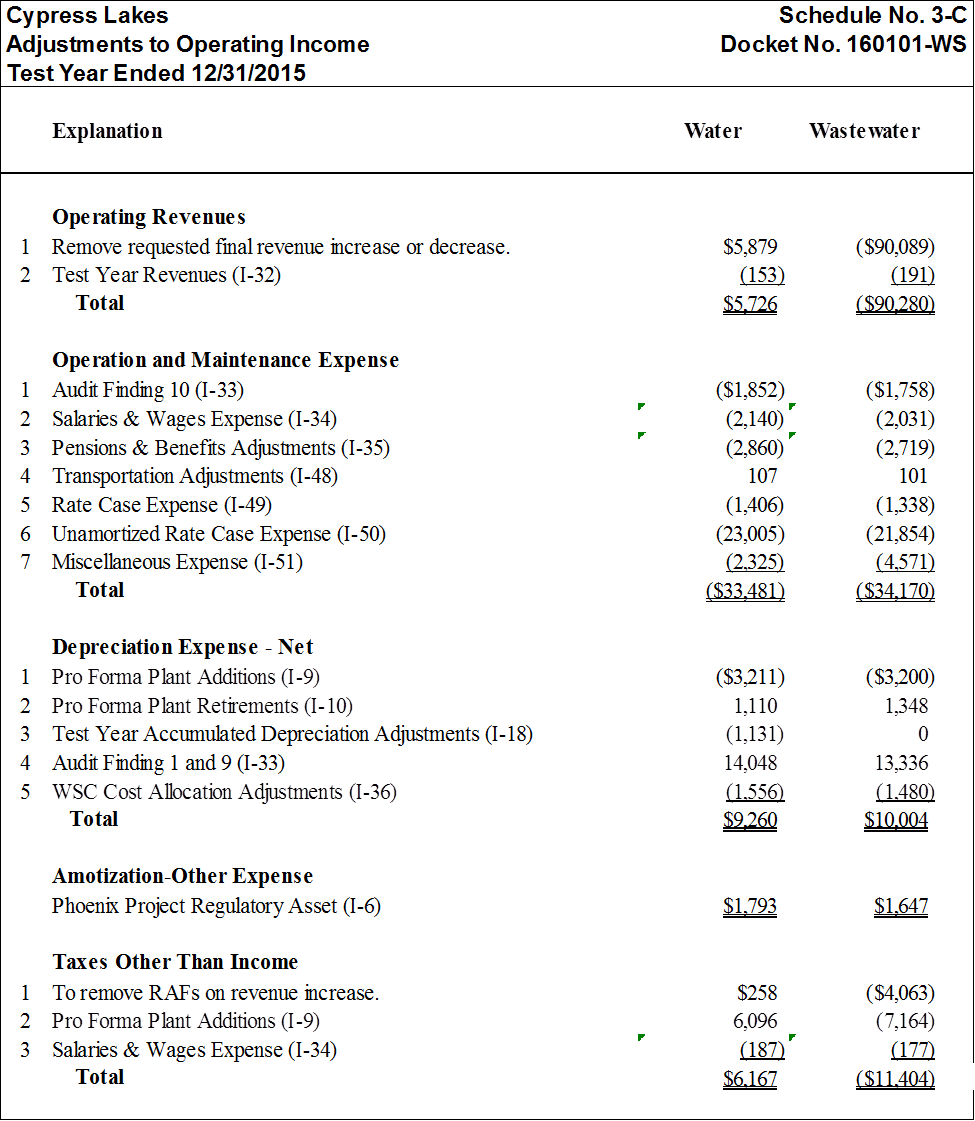 Cypress Lakes Schedule No. 3-C
Adjustments to Operating Income Docket No. 160101-WS
Test Year Ended 12/31/2015
Explanation Water Wastewater
Operating Revenues
1 Remove requested final revenue increase or decrease. $5,879 ($90,089)
2 Test Year Revenues (I-32) (153) (191)
Total $5,726 ($90,280)
Operation and Maintenance Expense
1 Audit Finding 10 (I-33) ($1,852) ($1,758)
2 Salaries & Wages Expense (I-34) (2,140) (2,031)
3 Pensions & Benefits Adjustments (I-35) (2,860) (2,719)
4 Transportation Adjustments (I-48) 107 101
5 Rate Case Expense (I-49) (1,406) (1,338)
6 Unamortized Rate Case Expense (I-50) (23,005) (21,854)
7 Miscellaneous Expense (I-51) (2,325) (4,571)
Total ($33,481) ($34,170)
Depreciation Expense - Net
1 Pro Forma Plant Additions (I-9) ($3,211) ($3,200)
2 Pro Forma Plant Retirements (I-10) 1,110 1,348
3 Test Year Accumulated Depreciation Adjustments (I-18) (1,131) 0
4 Audit Finding 1 and 9 (I-33) 14,048 13,336
5 WSC Cost Allocation Adjustments (I-36) (1,556) (1,480)
Total $9,260 $10,004
Amotization-Other Expense
Phoenix Project Regulatory Asset (I-6) $1,793 $1,647
Taxes Other Than Income
1 To remove RAFs on revenue increase. $258 ($4,063)
2 Pro Forma Plant Additions (I-9) 6,096 (7,164)
3 Salaries & Wages Expense (I-34) (187) (177)
Total $6,167 ($11,404)